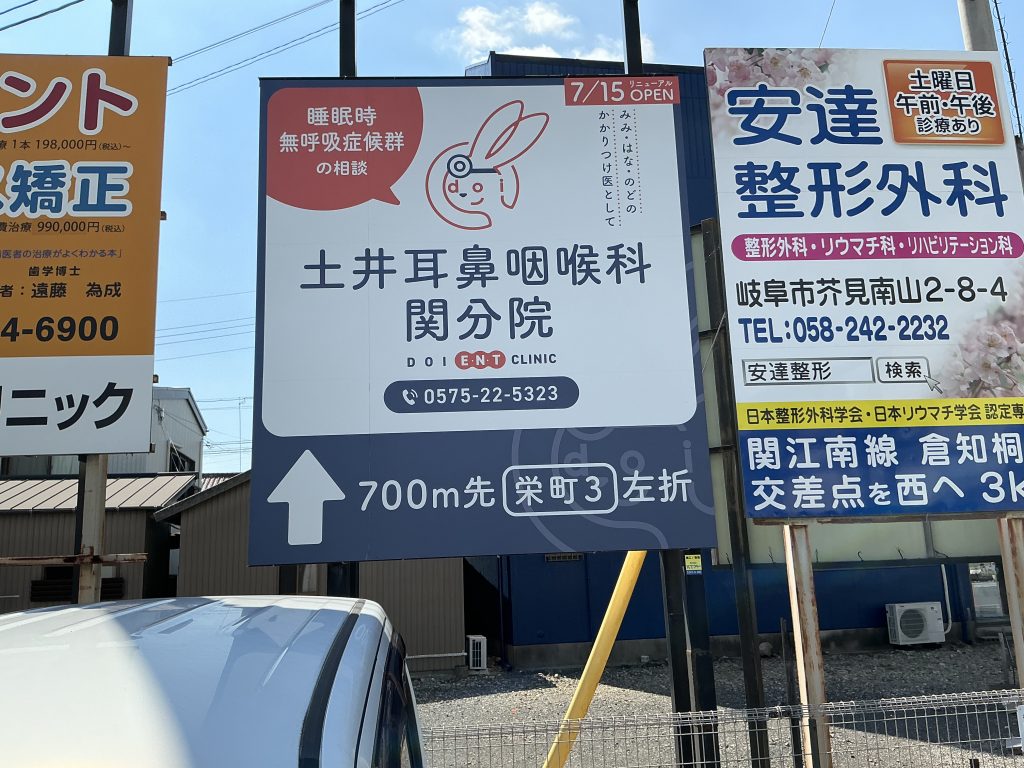 ント
療 1本 198,000円(税込)~
矯正
費治療 990,000円(税込)
医者の治療がよくわかる本」
歯学博士
者:遠藤 為成
4-6900
リニック
7/15 リニューアル OPEN
睡眠時
無呼吸症候群
の相談
doi
みみ・はな・のどの
かかりつけ医として
土井耳鼻咽喉科
関分院
DOI E・N・T CLINIC
0575-22-5323
700m先 栄町3 左折
doi
土曜日
午前・午後
診療あり
安達
整形外科
整形外科・リウマチ科・リハビリテーション科
岐阜市芥見南山2-8-4
TEL:058-242-2232
安達整形 検索
日本整形外科学会・日本リウマチ学会 認定専
関江南線 倉知桐
交差点を西へ 3k